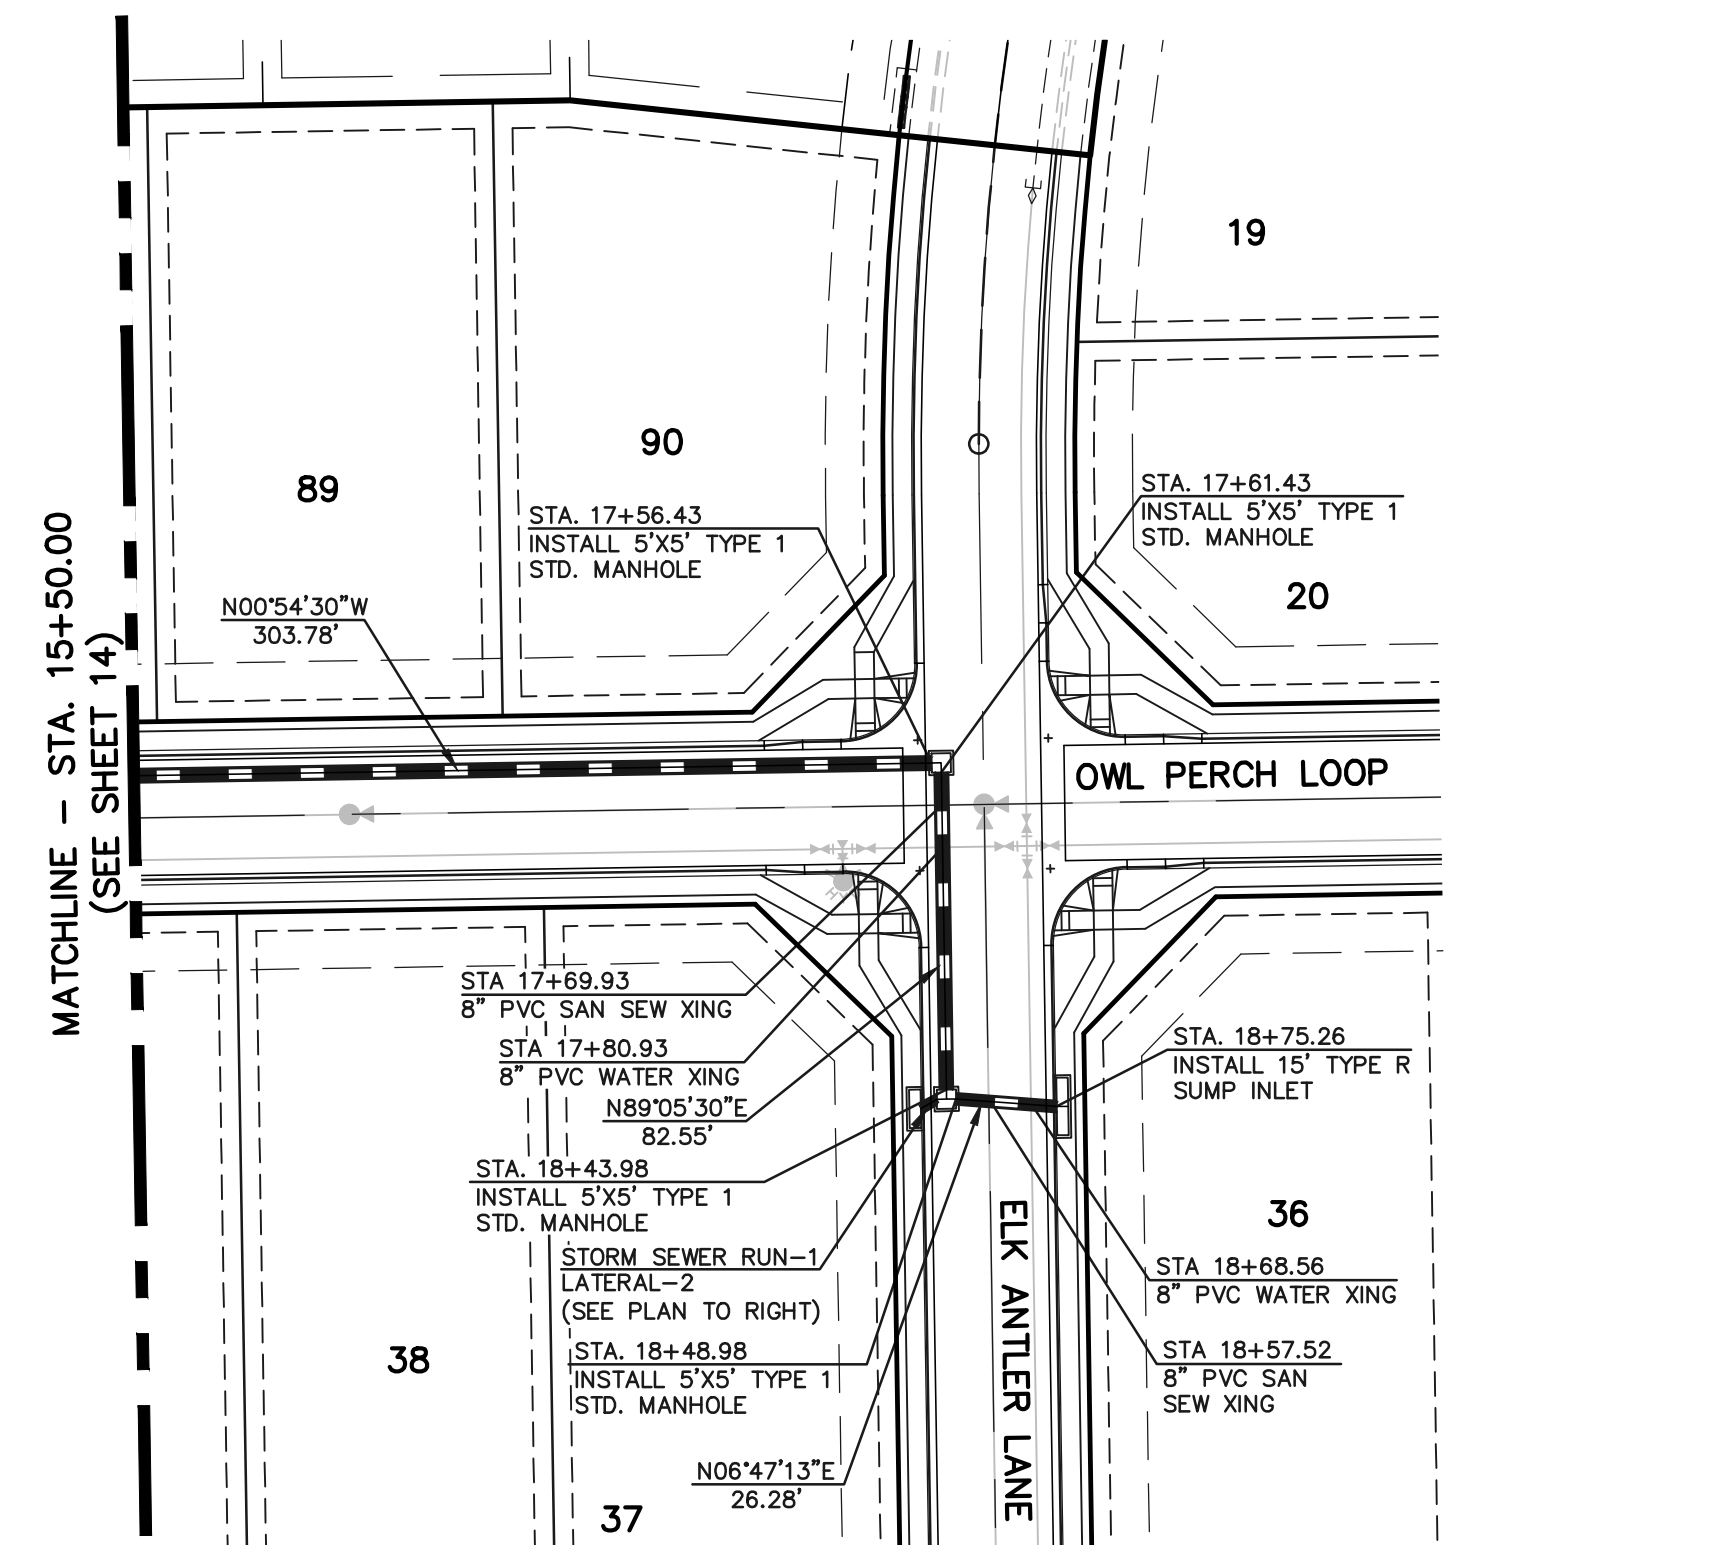 19
90
89
STA. 17+61.43
INSTALL 5'X5' TYPE 1
STD. MANHOLE
STA. 17+56.43
INSTALL 5'X5' TYPE 1
STD. MANHOLE
20
N00°54'30"W
303.78'
MATCHLINE – STA. 15+50.00
(SEE SHEET 14)
OWL PERCH LOOP
STA 17+69.93
8" PVC SAN SEW XING
STA 17+80.93
8" PVC WATER XING
N89°05'30"E
82.55'
STA. 18+75.26
INSTALL 15' TYPE R
SUMP INLET
STA. 18+43.98
INSTALL 5'X5' TYPE 1
STD. MANHOLE
36
STORM SEWER RUN–1
LATERAL–2
(SEE PLAN TO RIGHT)
STA 18+68.56
8" PVC WATER XING
ELK ANTLER LANE
38
STA. 18+48.98
INSTALL 5'X5' TYPE 1
STD. MANHOLE
STA 18+57.52
8" PVC SAN
SEW XING
N06°47'13"E
26.28'
37